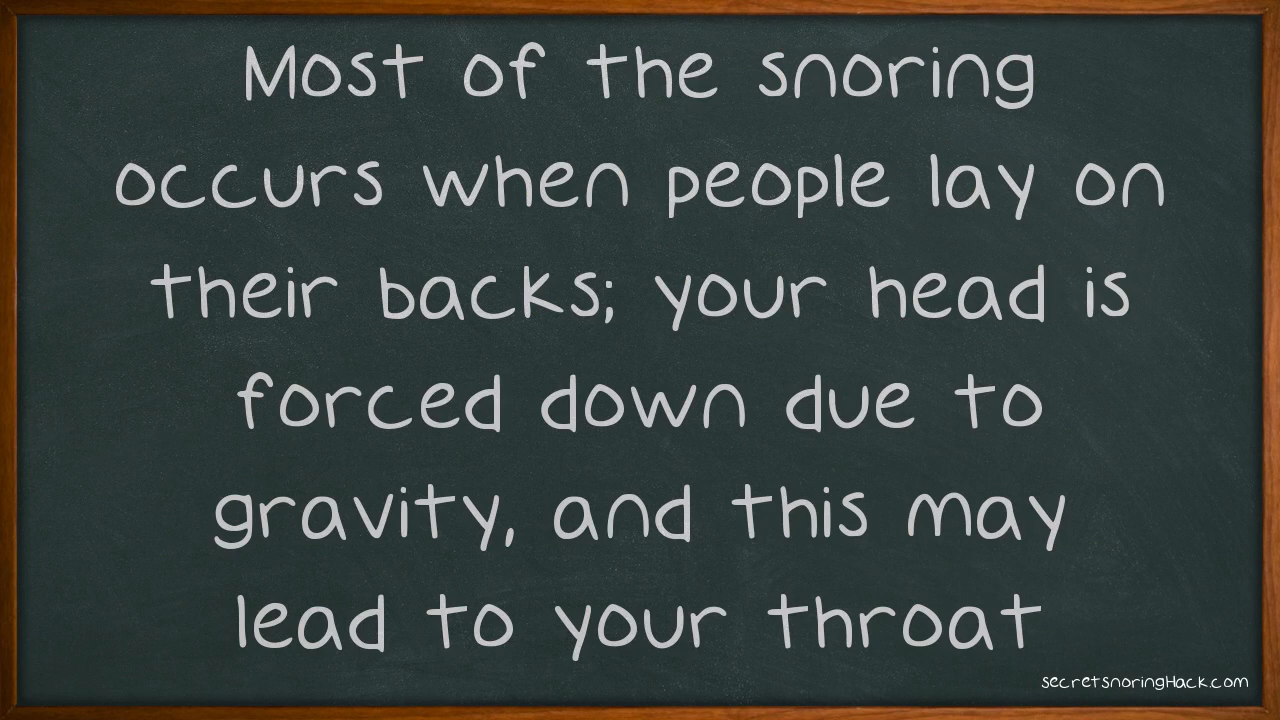 Most of the snoring
occurs when people lay on
their backs; your head is
forced down due to
gravity, and this may
lead to your throat
secretsnoringHack.com